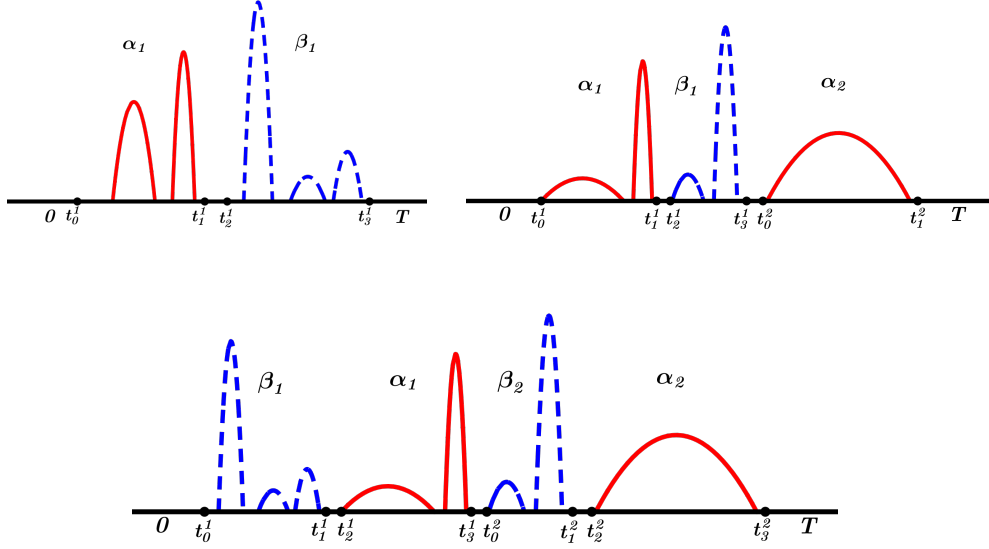 α₁ β₁
0 t₀¹ t₁¹ t₂¹ t₃¹ T
α₁ β₁ α₂
0 t₀¹ t₁¹ t₂¹ t₃¹ t₀² t₁² T
β₁ α₁ β₂ α₂
0 t₀¹ t₁¹ t₂¹ t₃¹ t₀² t₁² t₂² t₃² T